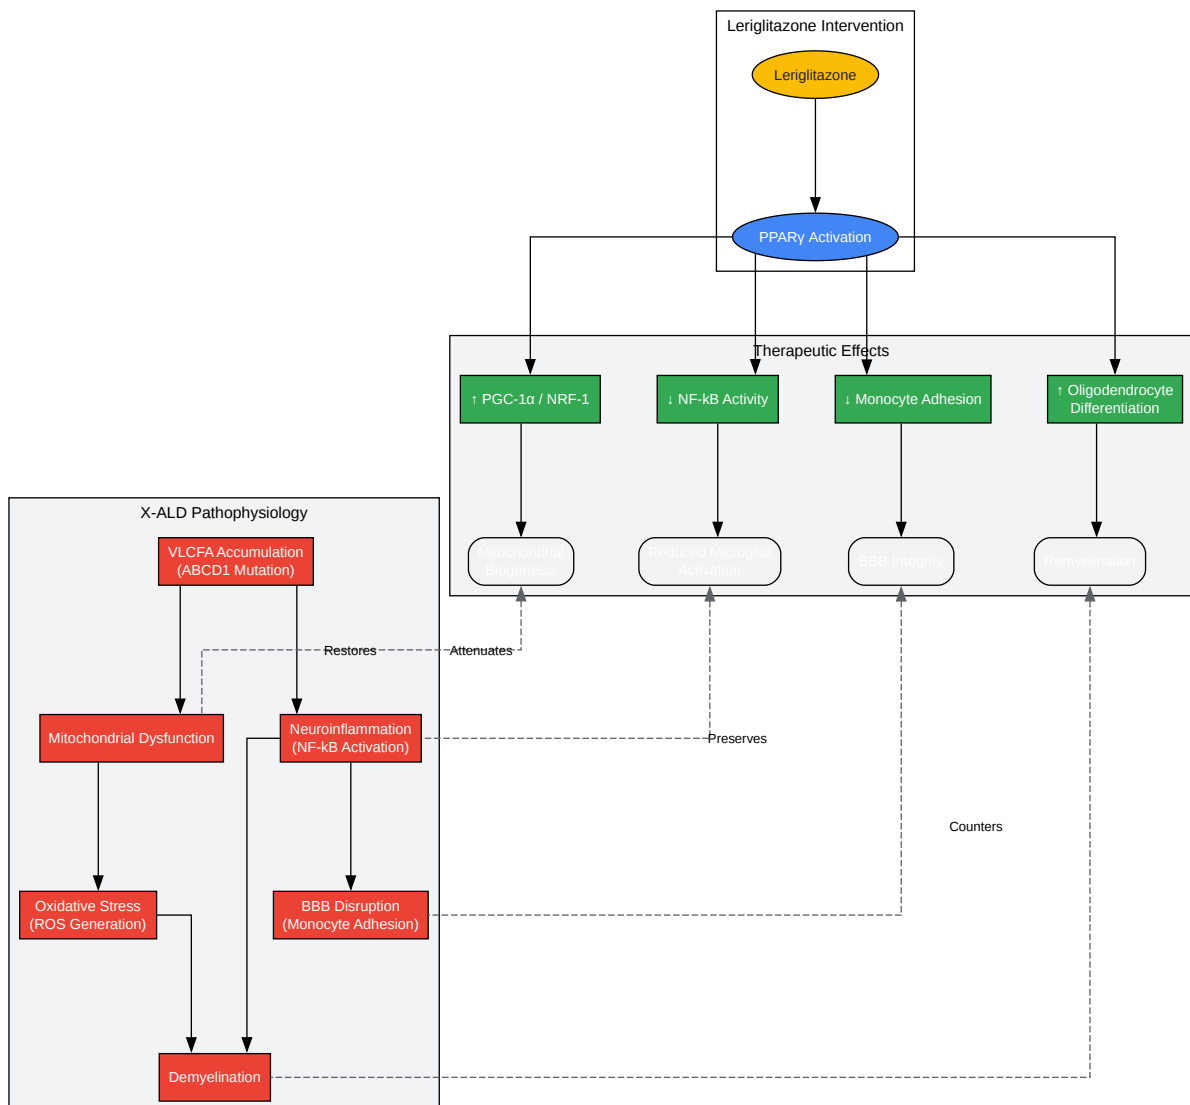 Leriglitazone Intervention
Leriglitazone
PPARγ Activation
Therapeutic Effects
↑ PGC-1α / NRF-1
↓ NF-kB Activity
↓ Monocyte Adhesion
↑ Oligodendrocyte
Differentiation
Mitochondrial
Biogenesis
Reduced Microglial
Activation
BBB Integrity
Remyelination
X-ALD Pathophysiology
VLCFA Accumulation
(ABCD1 Mutation)
Restores
Attenuates
Mitochondrial Dysfunction
Neuroinflammation
(NF-kB Activation)
Preserves
Counters
Oxidative Stress
(ROS Generation)
BBB Disruption
(Monocyte Adhesion)
Demyelination